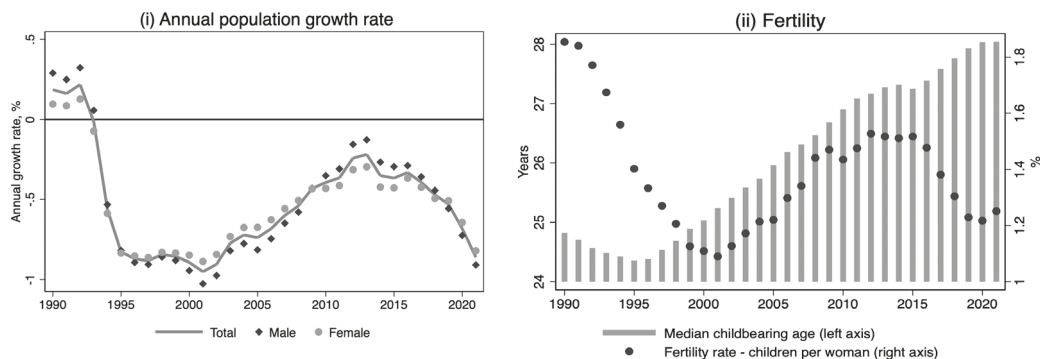 (i) Annual population growth rate
Annual growth rate, %
.5
0
-.5
-1
1990 1995 2000 2005 2010 2015 2020
Total Male Female
(ii) Fertility
Years
28
27
26
25
24
%
1.8
1.6
1.4
1.2
1
1990 1995 2000 2005 2010 2015 2020
Median childbearing age (left axis)
Fertility rate - children per woman (right axis)